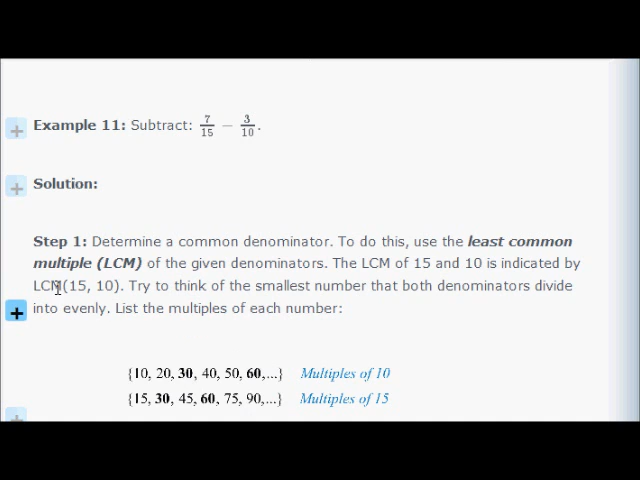 Example 11: Subtract: 7/15 − 3/10.
Solution:
Step 1: Determine a common denominator. To do this, use the least common
multiple (LCM) of the given denominators. The LCM of 15 and 10 is indicated by
LCM(15, 10). Try to think of the smallest number that both denominators divide
into evenly. List the multiples of each number:
{10, 20, 30, 40, 50, 60,...} Multiples of 10
{15, 30, 45, 60, 75, 90,...} Multiples of 15